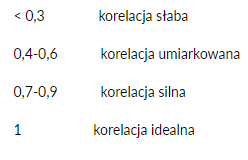 < 0,3 korelacja słaba
0,4-0,6 korelacja umiarkowana
0,7-0,9 korelacja silna
1 korelacja idealna